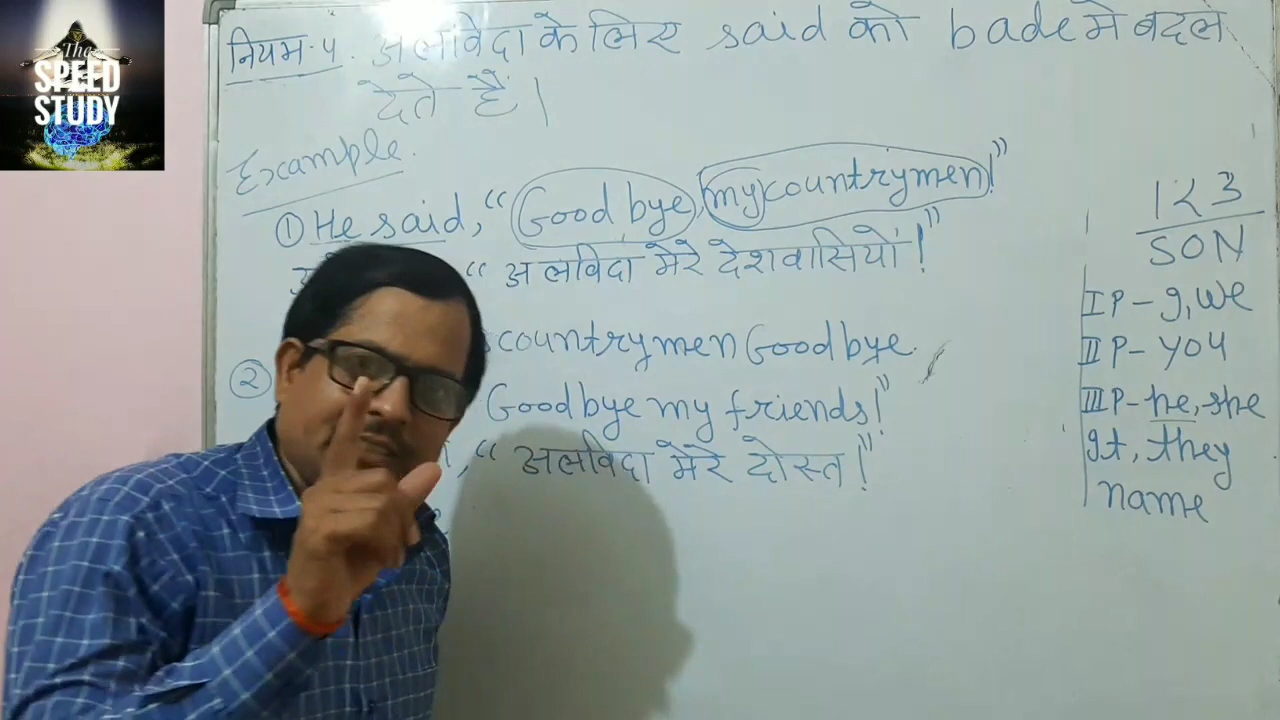 The
SPEED
STUDY
नियम-4. अलविदा के लिए said को bade मे बदल
देते हैं।
Example.
① He said, “Good bye, my countrymen!”
“ अलविदा मेरे देशवासियों!”
countrymen Good bye.
② Good bye my friends!”
, “ अलविदा मेरे दोस्त!”
1 2 3
SON
I P - I, we
II P - you
III P - he, she
It, they
name